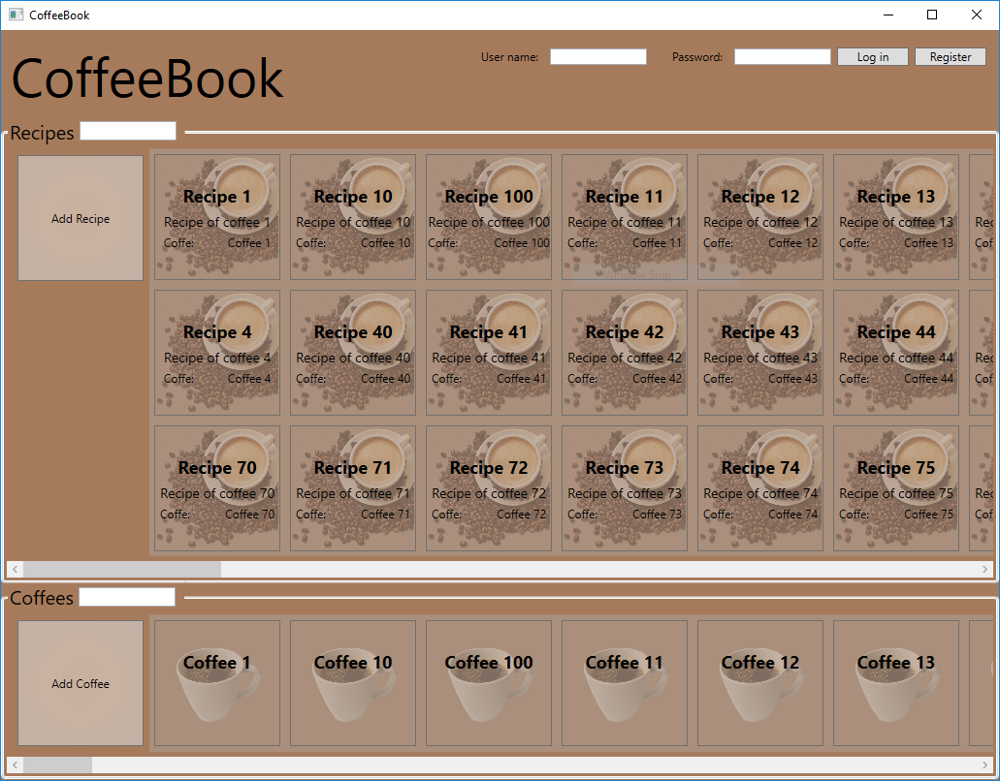 CoffeeBook
CoffeeBook
User name: Password: Log in Register
Recipes
Add Recipe
Recipe 1 Recipe 10 Recipe 100 Recipe 11 Recipe 12 Recipe 13
Recipe of coffee 1 Recipe of coffee 10 Recipe of coffee 100 Recipe of coffee 11 Recipe of coffee 12 Recipe of coffee 13 Rec
Coffe: Coffee 1 Coffe: Coffee 10 Coffe: Coffee 100 Coffe: Coffee 11 Coffe: Coffee 12 Coffe: Coffee 13 Coff
Window Snip
Recipe 4 Recipe 40 Recipe 41 Recipe 42 Recipe 43 Recipe 44
Recipe of coffee 4 Recipe of coffee 40 Recipe of coffee 41 Recipe of coffee 42 Recipe of coffee 43 Recipe of coffee 44 Rec
Coffe: Coffee 4 Coffe: Coffee 40 Coffe: Coffee 41 Coffe: Coffee 42 Coffe: Coffee 43 Coffe: Coffee 44 Coff
Recipe 70 Recipe 71 Recipe 72 Recipe 73 Recipe 74 Recipe 75
Recipe of coffee 70 Recipe of coffee 71 Recipe of coffee 72 Recipe of coffee 73 Recipe of coffee 74 Recipe of coffee 75 Rec
Coffe: Coffee 70 Coffe: Coffee 71 Coffe: Coffee 72 Coffe: Coffee 73 Coffe: Coffee 74 Coffe: Coffee 75 Coff
Coffees
Add Coffee
Coffee 1 Coffee 10 Coffee 100 Coffee 11 Coffee 12 Coffee 13